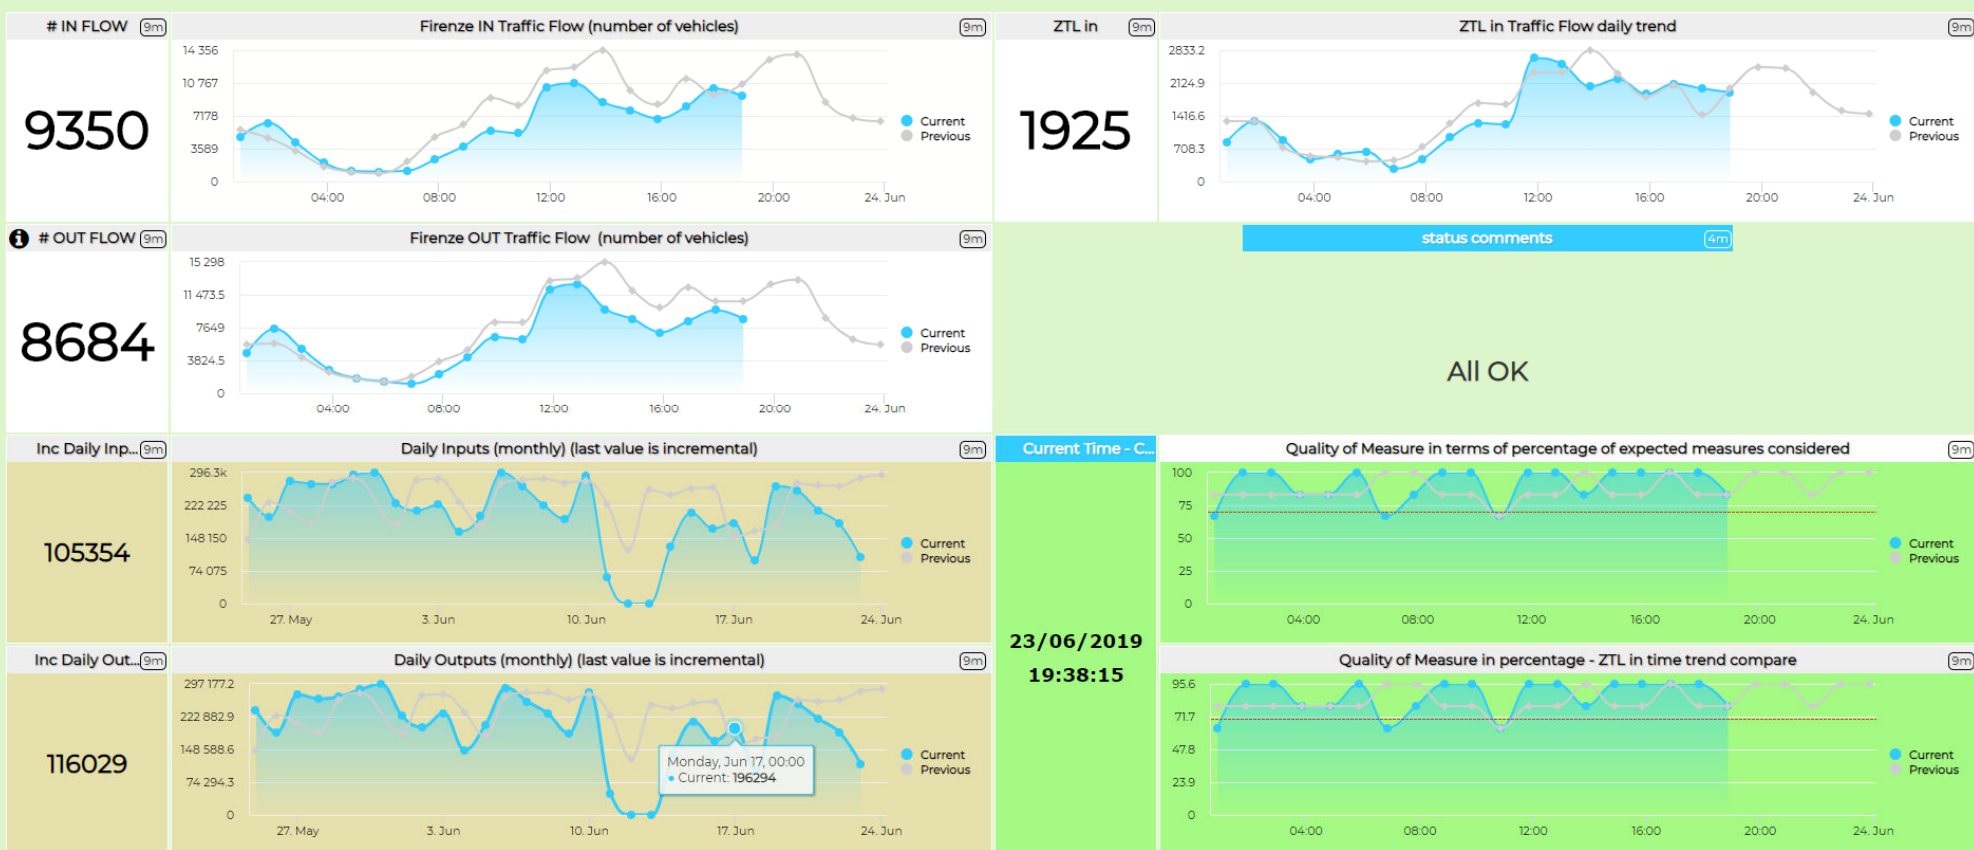 # IN FLOW 9m
9350
Firenze IN Traffic Flow (number of vehicles) 9m
14 356
10 767
7178
3589
0
04:00 08:00 12:00 16:00 20:00 24. Jun
Current
Previous
ZTL in 9m
1925
ZTL in Traffic Flow daily trend 9m
2833.2
2124.9
1416.6
708.3
0
04:00 08:00 12:00 16:00 20:00 24. Jun
Current
Previous
# OUT FLOW 9m
8684
Firenze OUT Traffic Flow (number of vehicles) 9m
15 298
11 473.5
7649
3824.5
0
04:00 08:00 12:00 16:00 20:00 24. Jun
Current
Previous
status comments 4m
All OK
Inc Daily Inp... 9m
105354
Daily Inputs (monthly) (last value is incremental) 9m
296.3k
222 225
148 150
74 075
0
27. May 3. Jun 10. Jun 17. Jun 24. Jun
Current
Previous
Current Time - C...
23/06/2019
19:38:15
Quality of Measure in terms of percentage of expected measures considered 9m
100
75
50
25
0
04:00 08:00 12:00 16:00 20:00 24. Jun
Current
Previous
Inc Daily Out... 9m
116029
Daily Outputs (monthly) (last value is incremental) 9m
297 177.2
222 882.9
148 588.6
74 294.3
0
27. May 3. Jun 10. Jun 17. Jun 24. Jun
Monday, Jun 17, 00:00
Current: 196294
Current
Previous
Quality of Measure in percentage - ZTL in time trend compare 9m
95.6
71.7
47.8
23.9
0
04:00 08:00 12:00 16:00 20:00 24. Jun
Current
Previous